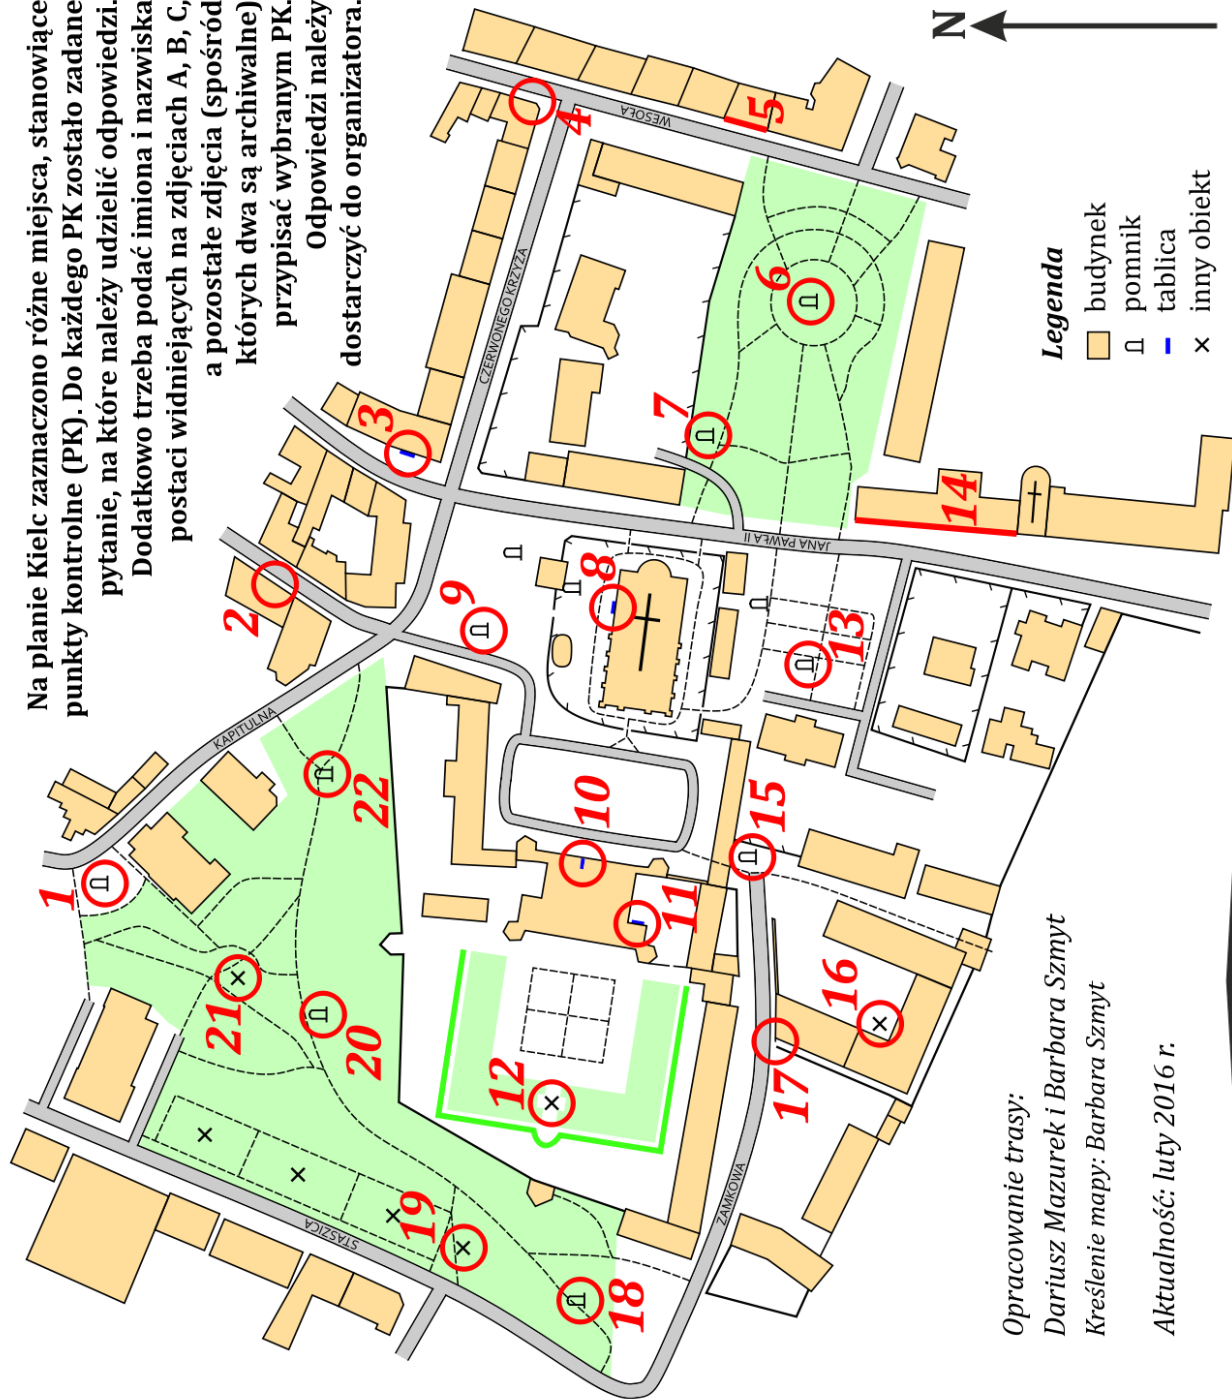 Na planie Kielc zaznaczono różne miejsca, stanowiące
punkty kontrolne (PK). Do każdego PK zostało zadane
pytanie, na które należy udzielić odpowiedzi.
Dodatkowo trzeba podać imiona i nazwiska
postaci widniejących na zdjęciach A, B, C,
a pozostałe zdjęcia (spośród
których dwa są archiwalne)
przypisać wybranym PK.
Odpowiedzi należy
dostarczyć do organizatora.
N
1
2
3
4
5
6
7
8
9
10
11
12
13
14
15
16
17
18
19
20
21
22
KAPITULNA
CZERWONEGO KRZYŻA
WESOŁA
JANA PAWŁA II
STASZICA
ZAMKOWA
Legenda
budynek
pomnik
tablica
inny obiekt
Opracowanie trasy:
Dariusz Mazurek i Barbara Szmyt
Kreślenie mapy: Barbara Szmyt
Aktualność: luty 2016 r.